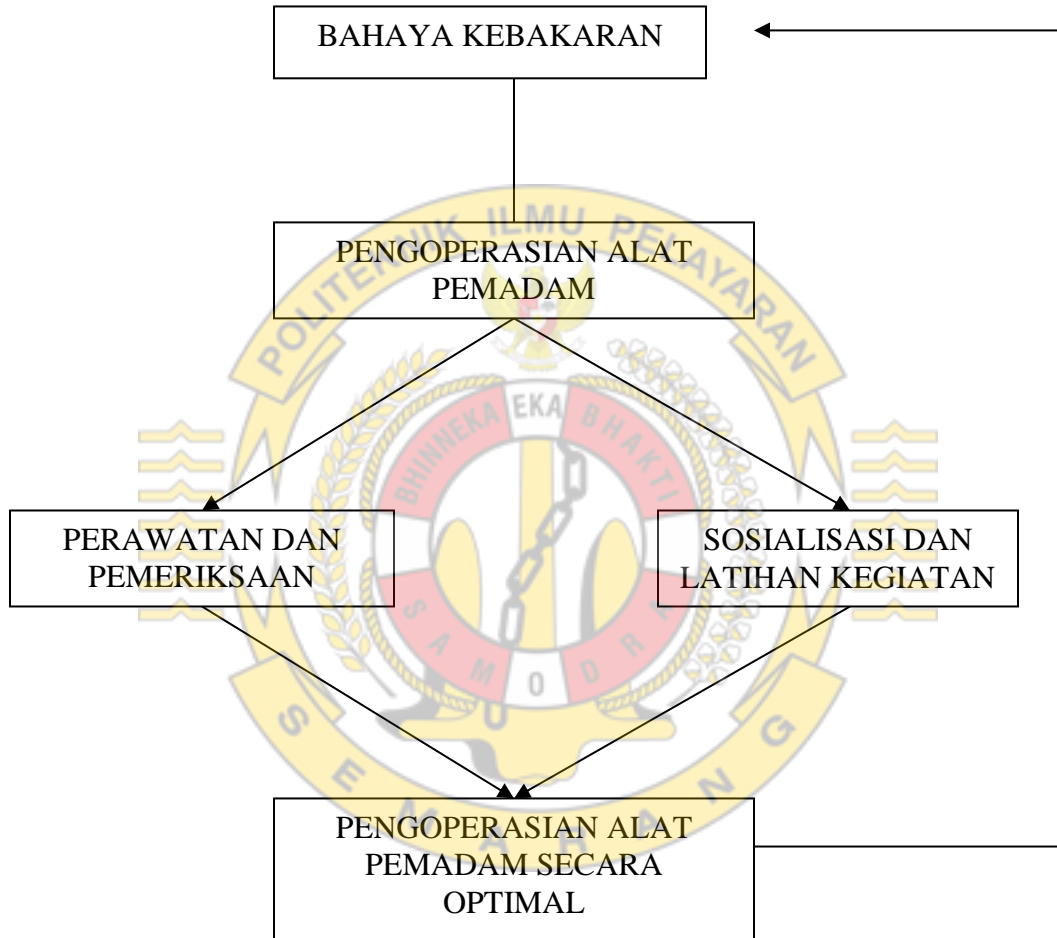 BAHAYA KEBAKARAN
POLITEKNIK ILMU PELAYARAN
PENGOPERASIAN ALAT
PEMADAM
BHINNEKA EKA BHAKTI
PERAWATAN DAN
PEMERIKSAAN
SOSIALISASI DAN
LATIHAN KEGIATAN
SAMODRA
SEMARANG
PENGOPERASIAN ALAT
PEMADAM SECARA
OPTIMAL